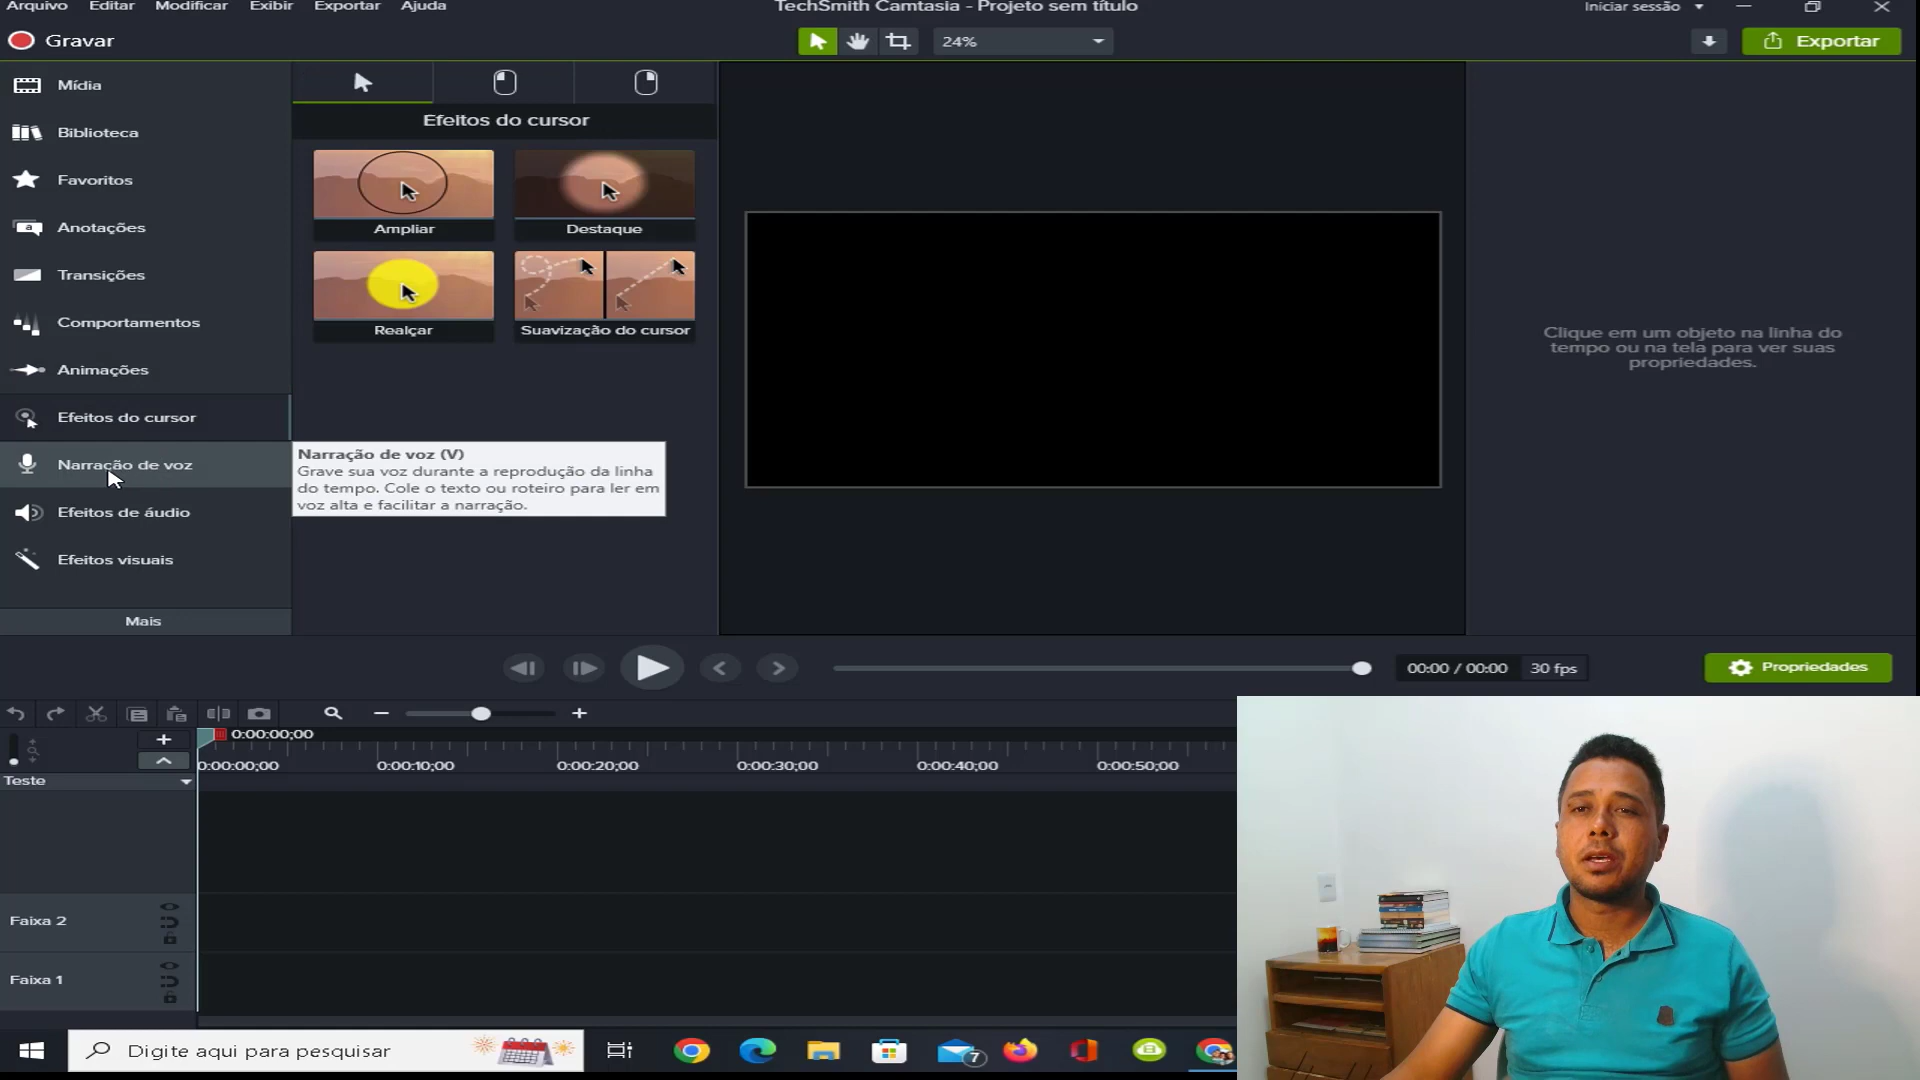 Arquivo Editar Modificar Exibir Exportar Ajuda
TechSmith Camtasia - Projeto sem título
Iniciar sessão
Gravar
24%
Exportar
Mídia
Biblioteca
Favoritos
Anotações
Transições
Comportamentos
Animações
Efeitos do cursor
Narração de voz
Efeitos de áudio
Efeitos visuais
Mais
Efeitos do cursor
Ampliar
Destaque
Realçar
Suavização do cursor
Narração de voz (V)
Grave sua voz durante a reprodução da linha
do tempo. Cole o texto ou roteiro para ler em
voz alta e facilitar a narração.
Clique em um objeto na linha do
tempo ou na tela para ver suas
propriedades.
00:00 / 00:00
30 fps
Propriedades
0:00:00;00
0:00:00;00
0:00:10;00
0:00:20;00
0:00:30;00
0:00:40;00
0:00:50;00
Teste
Faixa 2
Faixa 1
Digite aqui para pesquisar
7